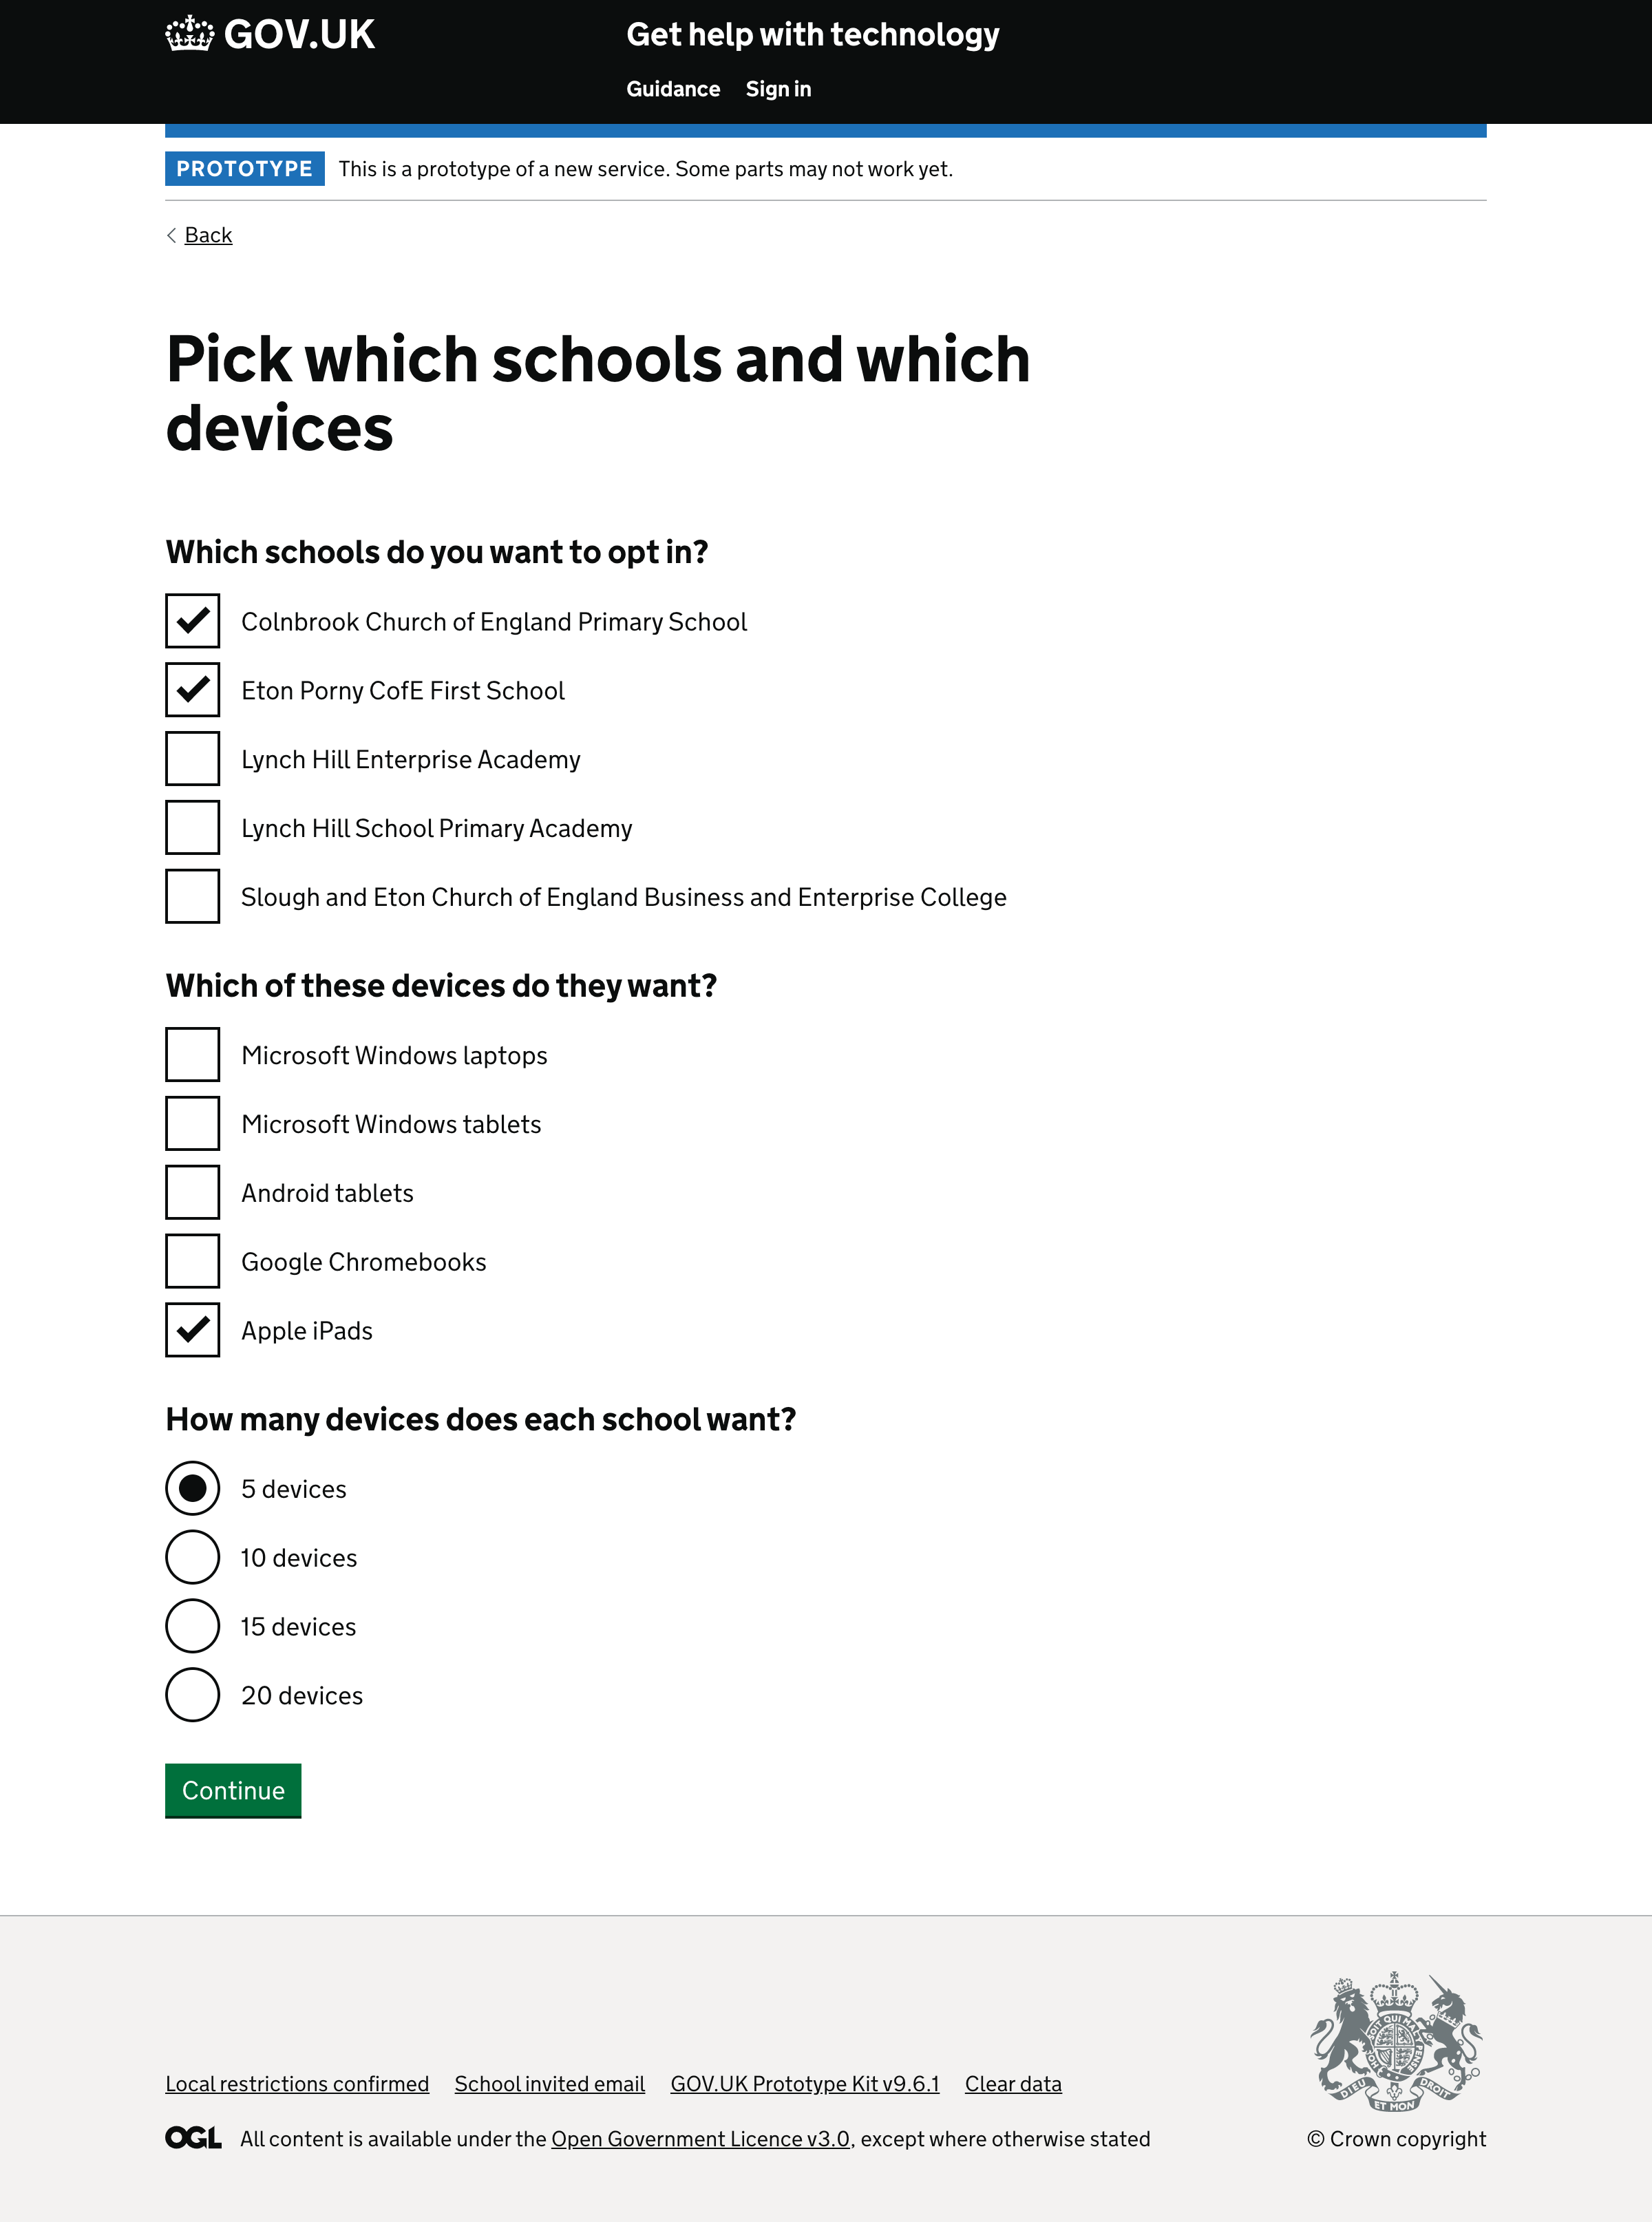 GOV.UK
Get help with technology
Guidance Sign in
PROTOTYPE This is a prototype of a new service. Some parts may not work yet.
Back
Pick which schools and which
devices
Which schools do you want to opt in?
Colnbrook Church of England Primary School
Eton Porny CofE First School
Lynch Hill Enterprise Academy
Lynch Hill School Primary Academy
Slough and Eton Church of England Business and Enterprise College
Which of these devices do they want?
Microsoft Windows laptops
Microsoft Windows tablets
Android tablets
Google Chromebooks
Apple iPads
How many devices does each school want?
5 devices
10 devices
15 devices
20 devices
Continue
Local restrictions confirmed School invited email GOV.UK Prototype Kit v9.6.1 Clear data
OGL All content is available under the Open Government Licence v3.0, except where otherwise stated
DIEU ET MON DROIT
© Crown copyright